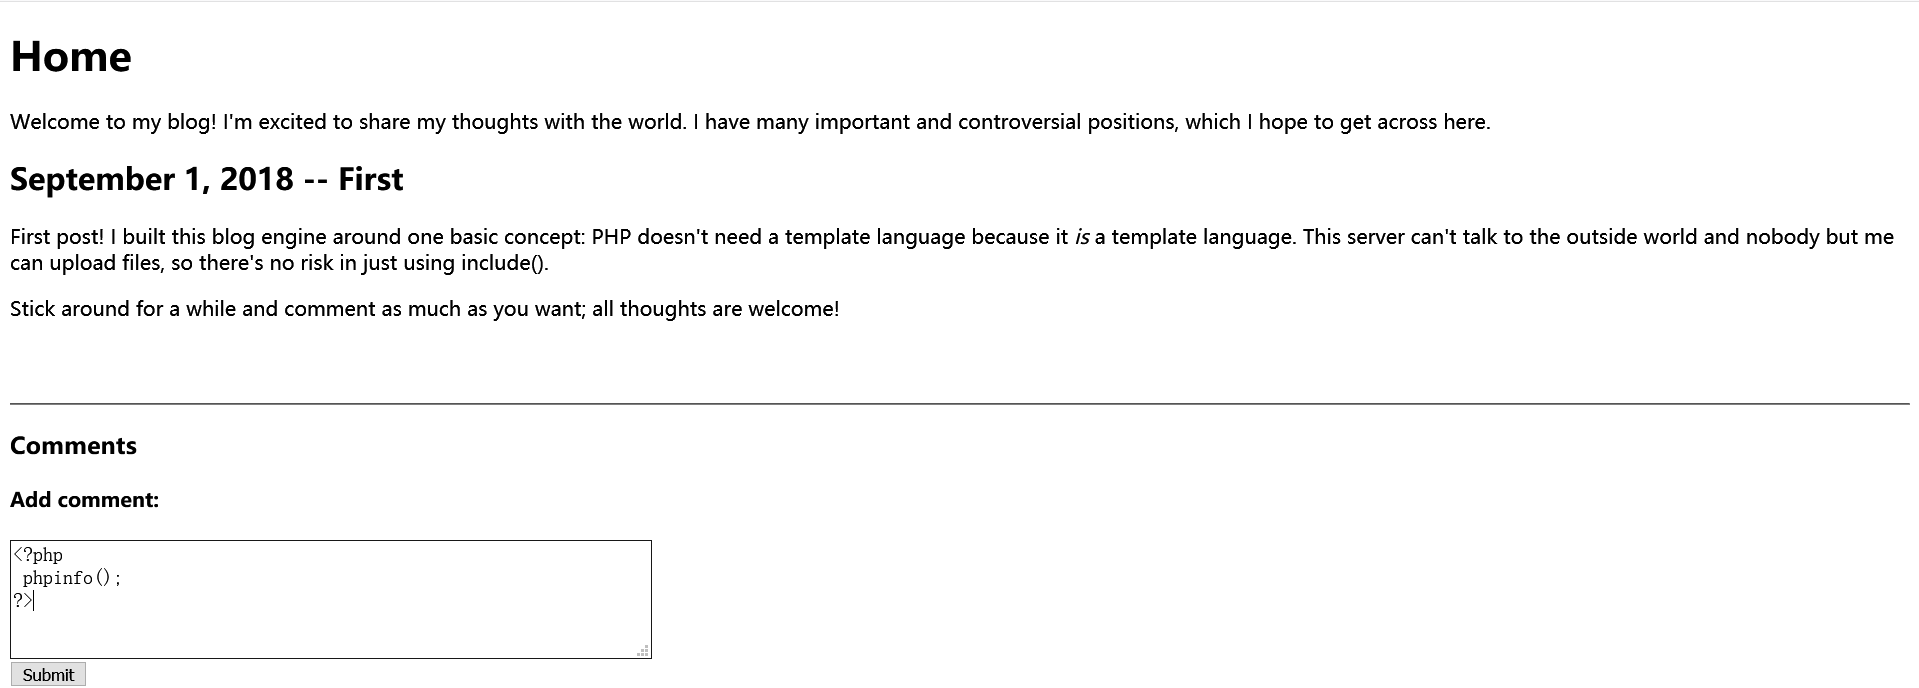 Home
Welcome to my blog! I'm excited to share my thoughts with the world. I have many important and controversial positions, which I hope to get across here.
September 1, 2018 -- First
First post! I built this blog engine around one basic concept: PHP doesn't need a template language because it is a template language. This server can't talk to the outside world and nobody but me
can upload files, so there's no risk in just using include().
Stick around for a while and comment as much as you want; all thoughts are welcome!
Comments
Add comment:
<?php
 phpinfo();
?>
Submit